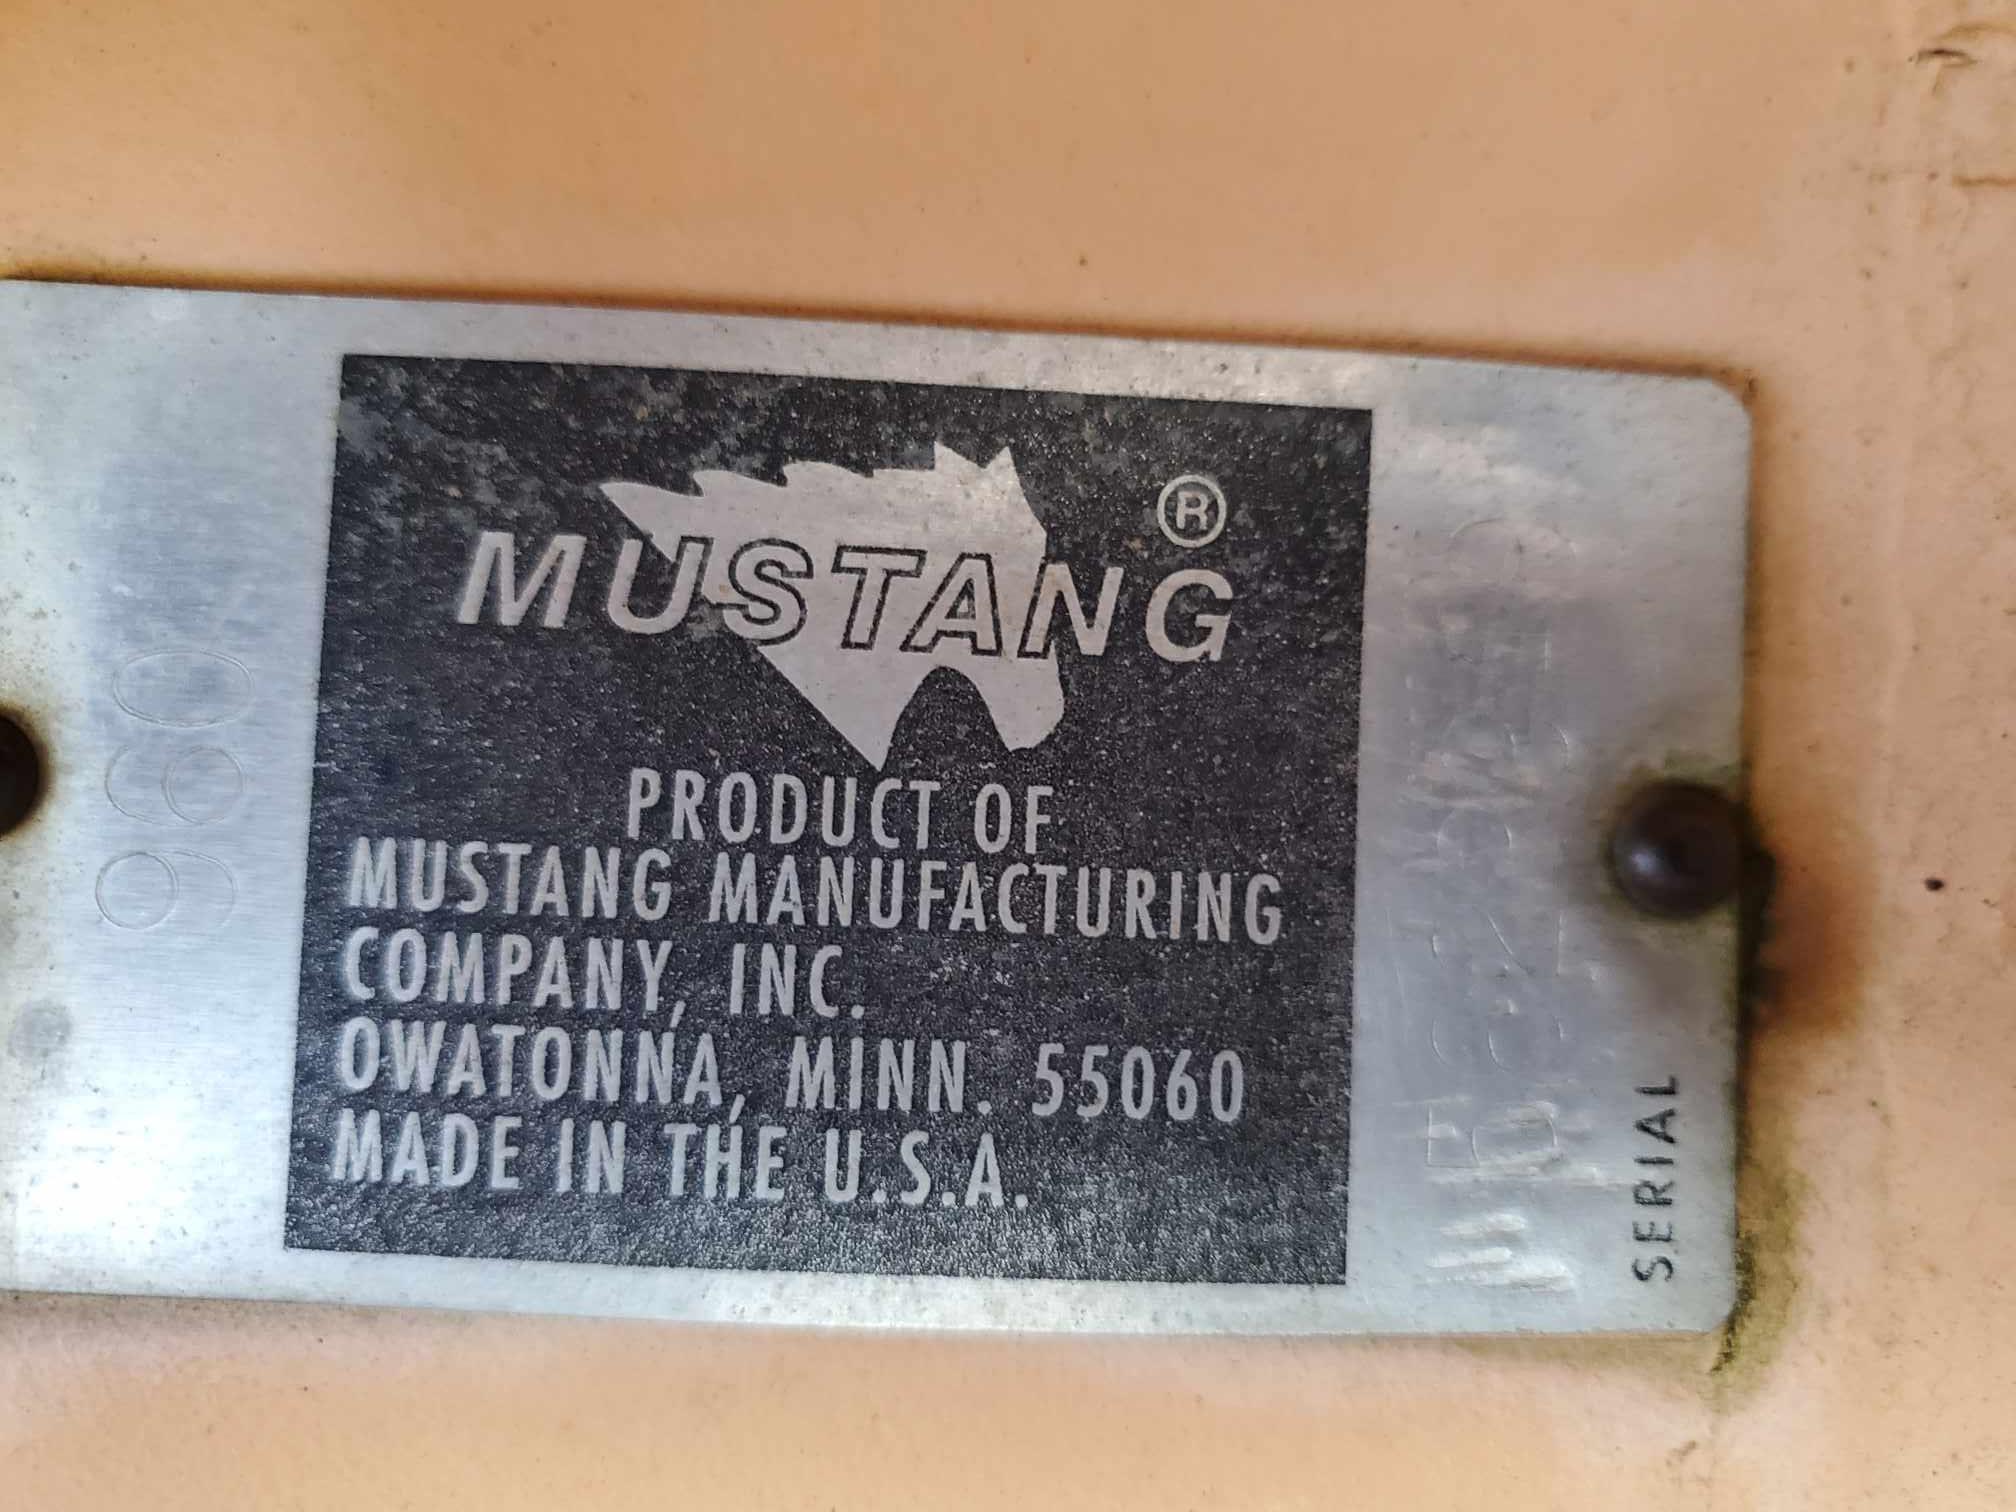 960
MUSTANG®
PRODUCT OF
MUSTANG MANUFACTURING
COMPANY, INC.
OWATONNA, MINN. 55060
MADE IN THE U.S.A.
SERIAL